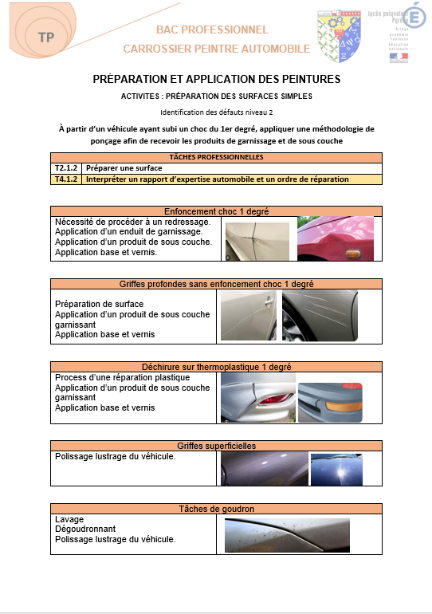 TP
BAC PROFESSIONNEL
CARROSSIER PEINTRE AUTOMOBILE
PRÉPARATION ET APPLICATION DES PEINTURES
ACTIVITES : PRÉPARATION DES SURFACES SIMPLES
Identification des défauts niveau 2
À partir d'un véhicule ayant subi un choc du 1er degré, appliquer une méthodologie de
ponçage afin de recevoir les produits de garnissage et de sous couche
TÂCHES PROFESSIONNELLES
T2.1.2 Préparer une surface
T4.1.2 Interpréter un rapport d'expertise automobile et un ordre de réparation
Enfoncement choc 1 degré
Nécessité de procéder à un redressage.
Application d'un enduit de garnissage.
Application d'un produit de sous couche.
Application base et vernis.
Griffes profondes sans enfoncement choc 1 degré
Préparation de surface
Application d'un produit de sous couche
garnissant
Application base et vernis
Déchirure sur thermoplastique 1 degré
Process d'une réparation plastique
Application d'un produit de sous couche
garnissant
Application base et vernis
Griffes superficielles
Polissage lustrage du véhicule.
Tâches de goudron
Lavage
Dégoudronnant
Polissage lustrage du véhicule.